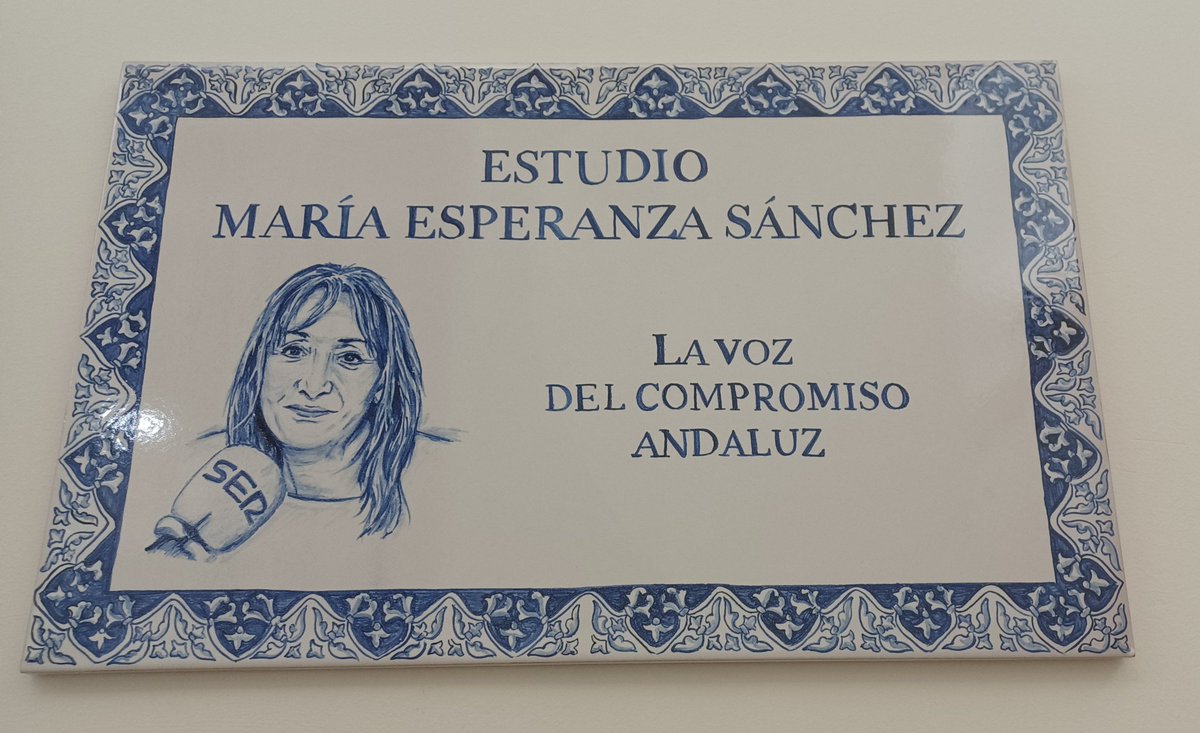 ESTUDIO
MARÍA ESPERANZA SÁNCHEZ
LA VOZ
DEL COMPROMISO
ANDALUZ
SER